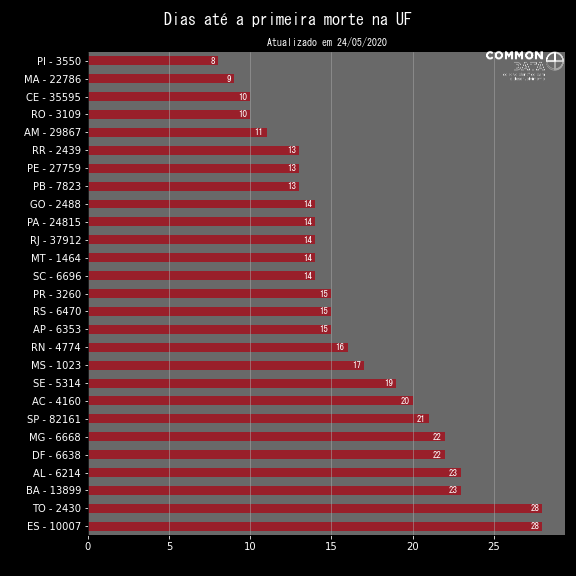 Dias até a primeira morte na UF
Atualizado em 24/05/2020
COMMON
DATA
PI - 3550 8
MA - 22786 9
CE - 35595 10
RO - 3109 10
AM - 29867 11
RR - 2439 13
PE - 27759 13
PB - 7823 13
GO - 2488 14
PA - 24815 14
RJ - 37912 14
MT - 1464 14
SC - 6696 14
PR - 3260 15
RS - 6470 15
AP - 6353 15
RN - 4774 16
MS - 1023 17
SE - 5314 19
AC - 4160 20
SP - 82161 21
MG - 6668 22
DF - 6638 22
AL - 6214 23
BA - 13899 23
TO - 2430 28
ES - 10007 28
0 5 10 15 20 25